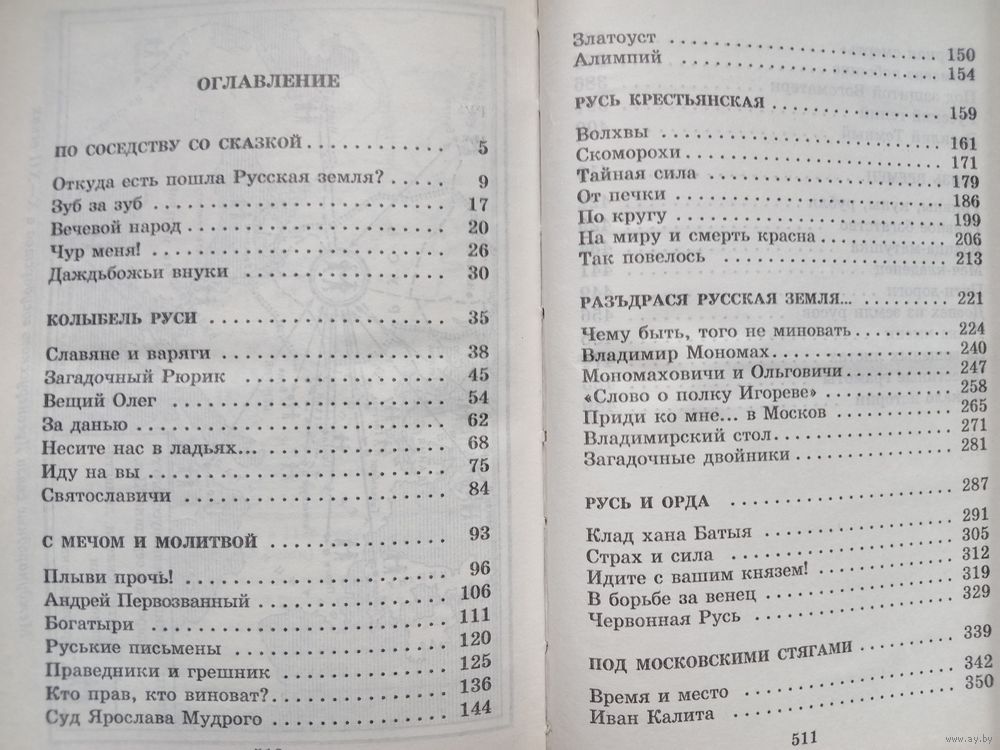 ОГЛАВЛЕНИЕ
ПО СОСЕДСТВУ СО СКАЗКОЙ . . . . . . . . . . . 5
Откуда есть пошла Русская земля? . . . . . 9
Зуб за зуб . . . . . . . . . . . . . . . . . . . . . . 17
Вечевой народ . . . . . . . . . . . . . . . . . . . . 20
Чур меня! . . . . . . . . . . . . . . . . . . . . . . 26
Даждьбожьи внуки . . . . . . . . . . . . . . . . . 30
КОЛЫБЕЛЬ РУСИ . . . . . . . . . . . . . . . . . . 35
Славяне и варяги . . . . . . . . . . . . . . . . . 38
Загадочный Рюрик . . . . . . . . . . . . . . . . 45
Вещий Олег . . . . . . . . . . . . . . . . . . . . . 54
За данью . . . . . . . . . . . . . . . . . . . . . . . 62
Несите нас в ладьях... . . . . . . . . . . . . . . 68
Иду на вы . . . . . . . . . . . . . . . . . . . . . . 75
Святославичи . . . . . . . . . . . . . . . . . . . . 84
С МЕЧОМ И МОЛИТВОЙ . . . . . . . . . . . . . . 93
Плыви прочь! . . . . . . . . . . . . . . . . . . . . 96
Андрей Первозванный . . . . . . . . . . . . . . 106
Богатыри . . . . . . . . . . . . . . . . . . . . . . . 111
Руськие письмены . . . . . . . . . . . . . . . . . 120
Праведники и грешник . . . . . . . . . . . . . . 125
Кто прав, кто виноват? . . . . . . . . . . . . . . 136
Суд Ярослава Мудрого . . . . . . . . . . . . . . 144
Златоуст . . . . . . . . . . . . . . . . . . . . . . . 150
Алимпий . . . . . . . . . . . . . . . . . . . . . . . 154
РУСЬ КРЕСТЬЯНСКАЯ . . . . . . . . . . . . . . . 159
Волхвы . . . . . . . . . . . . . . . . . . . . . . . . 161
Скоморохи . . . . . . . . . . . . . . . . . . . . . . 171
Тайная сила . . . . . . . . . . . . . . . . . . . . . 179
От печки . . . . . . . . . . . . . . . . . . . . . . . 186
По кругу . . . . . . . . . . . . . . . . . . . . . . . 199
На миру и смерть красна . . . . . . . . . . . . 206
Так повелось . . . . . . . . . . . . . . . . . . . . 213
РАЗЪДРАСЯ РУССКАЯ ЗЕМЛЯ... . . . . . . . . . 221
Чему быть, того не миновать . . . . . . . . . . 224
Владимир Мономах . . . . . . . . . . . . . . . . 240
Мономаховичи и Ольговичи . . . . . . . . . . . 247
«Слово о полку Игореве» . . . . . . . . . . . . 258
Приди ко мне... в Москов . . . . . . . . . . . . 265
Владимирский стол . . . . . . . . . . . . . . . . 271
Загадочные двойники . . . . . . . . . . . . . . . 281
РУСЬ И ОРДА . . . . . . . . . . . . . . . . . . . . 287
Клад хана Батыя . . . . . . . . . . . . . . . . . 291
Страх и сила . . . . . . . . . . . . . . . . . . . . 305
Идите с вашим князем! . . . . . . . . . . . . . 312
В борьбе за венец . . . . . . . . . . . . . . . . 319
Червонная Русь . . . . . . . . . . . . . . . . . . 329
ПОД МОСКОВСКИМИ СТЯГАМИ . . . . . . . . . . 339
Время и место . . . . . . . . . . . . . . . . . . . 342
Иван Калита . . . . . . . . . . . . . . . . . . . . 350
511
www.ay.by